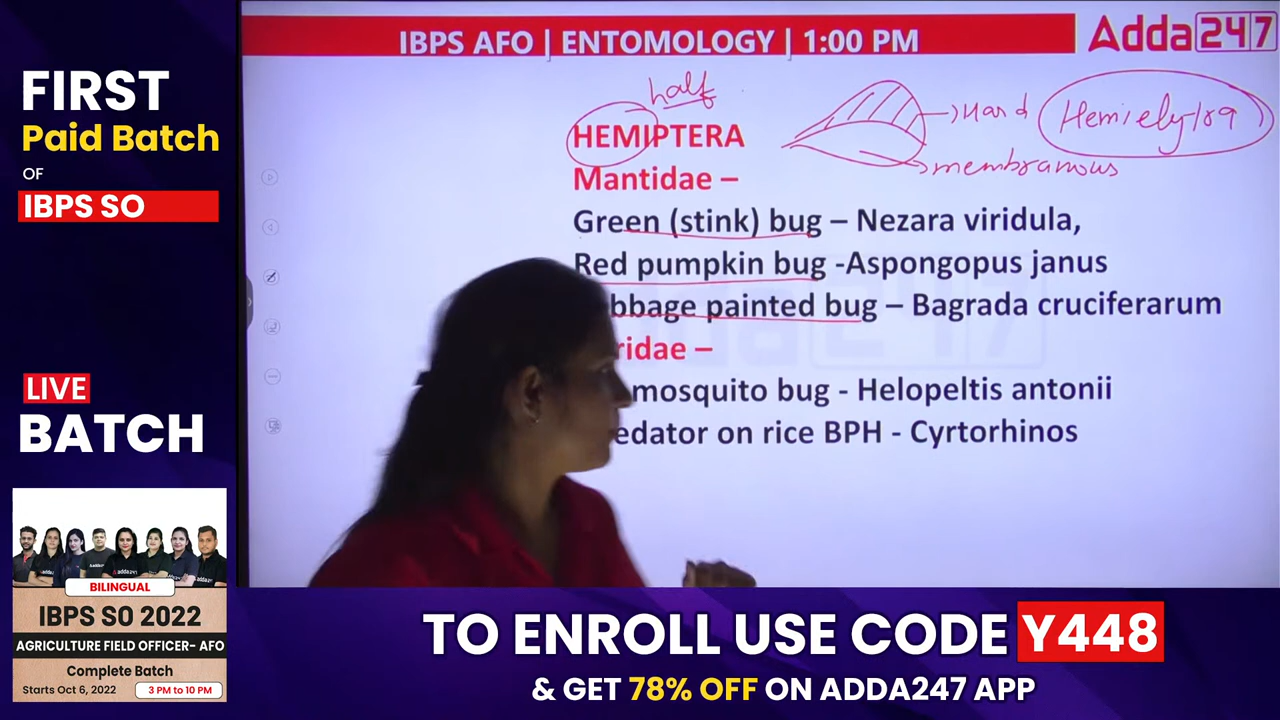 FIRST
Paid Batch
OF
IBPS SO
LIVE
BATCH
BILINGUAL
IBPS SO 2022
AGRICULTURE FIELD OFFICER- AFO
Complete Batch
Starts Oct 6, 2022 3 PM to 10 PM
IBPS AFO | ENTOMOLOGY | 1:00 PM
Adda247
half
HEMIPTERA
Hard
Hemielytra
membranous
Mantidae –
Green (stink) bug – Nezara viridula,
Red pumpkin bug -Aspongopus janus
bbage painted bug – Bagrada cruciferarum
ridae –
mosquito bug - Helopeltis antonii
edator on rice BPH - Cyrtorhinos
TO ENROLL USE CODE Y448
& GET 78% OFF ON ADDA247 APP